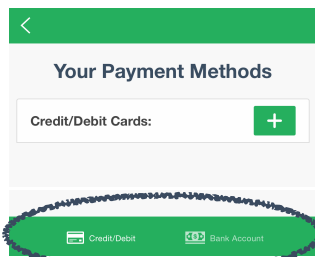 Your Payment Methods
Credit/Debit Cards: +
Credit/Debit Bank Account